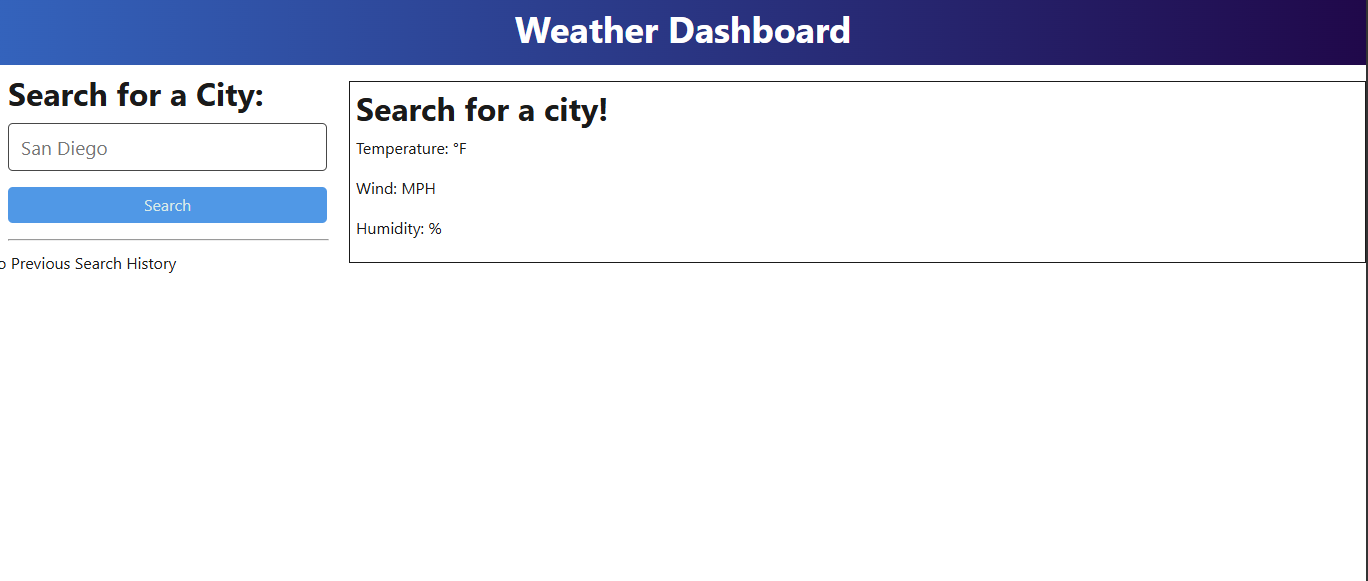 Weather Dashboard
Search for a City:
San Diego
Search
o Previous Search History
Search for a city!
Temperature: °F
Wind: MPH
Humidity: %